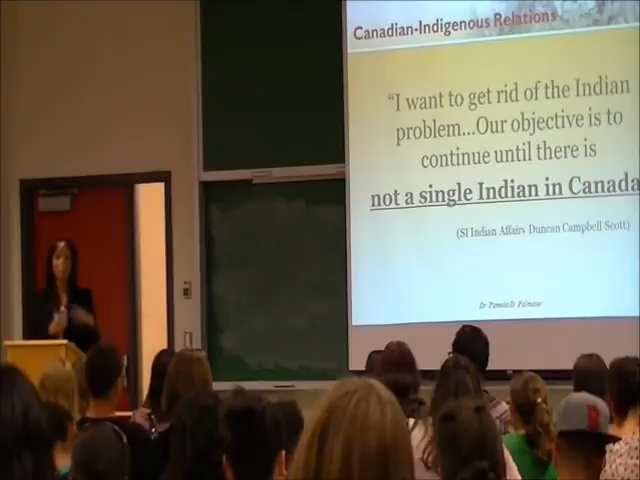 Canadian-Indigenous Relations
"I want to get rid of the Indian
problem...Our objective is to
continue until there is
not a single Indian in Canada
(SI Indian Affairs Duncan Campbell Scott)
Dr. Pamela D. Palmater